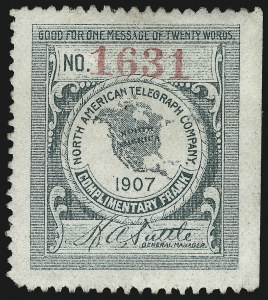 GOOD FOR ONE MESSAGE OF TWENTY WORDS.
NO. 1631
NORTH AMERICAN TELEGRAPH COMPANY.
NORTH
AMERICA
1907
COMPLIMENTARY FRANK
GENERAL MANAGER.